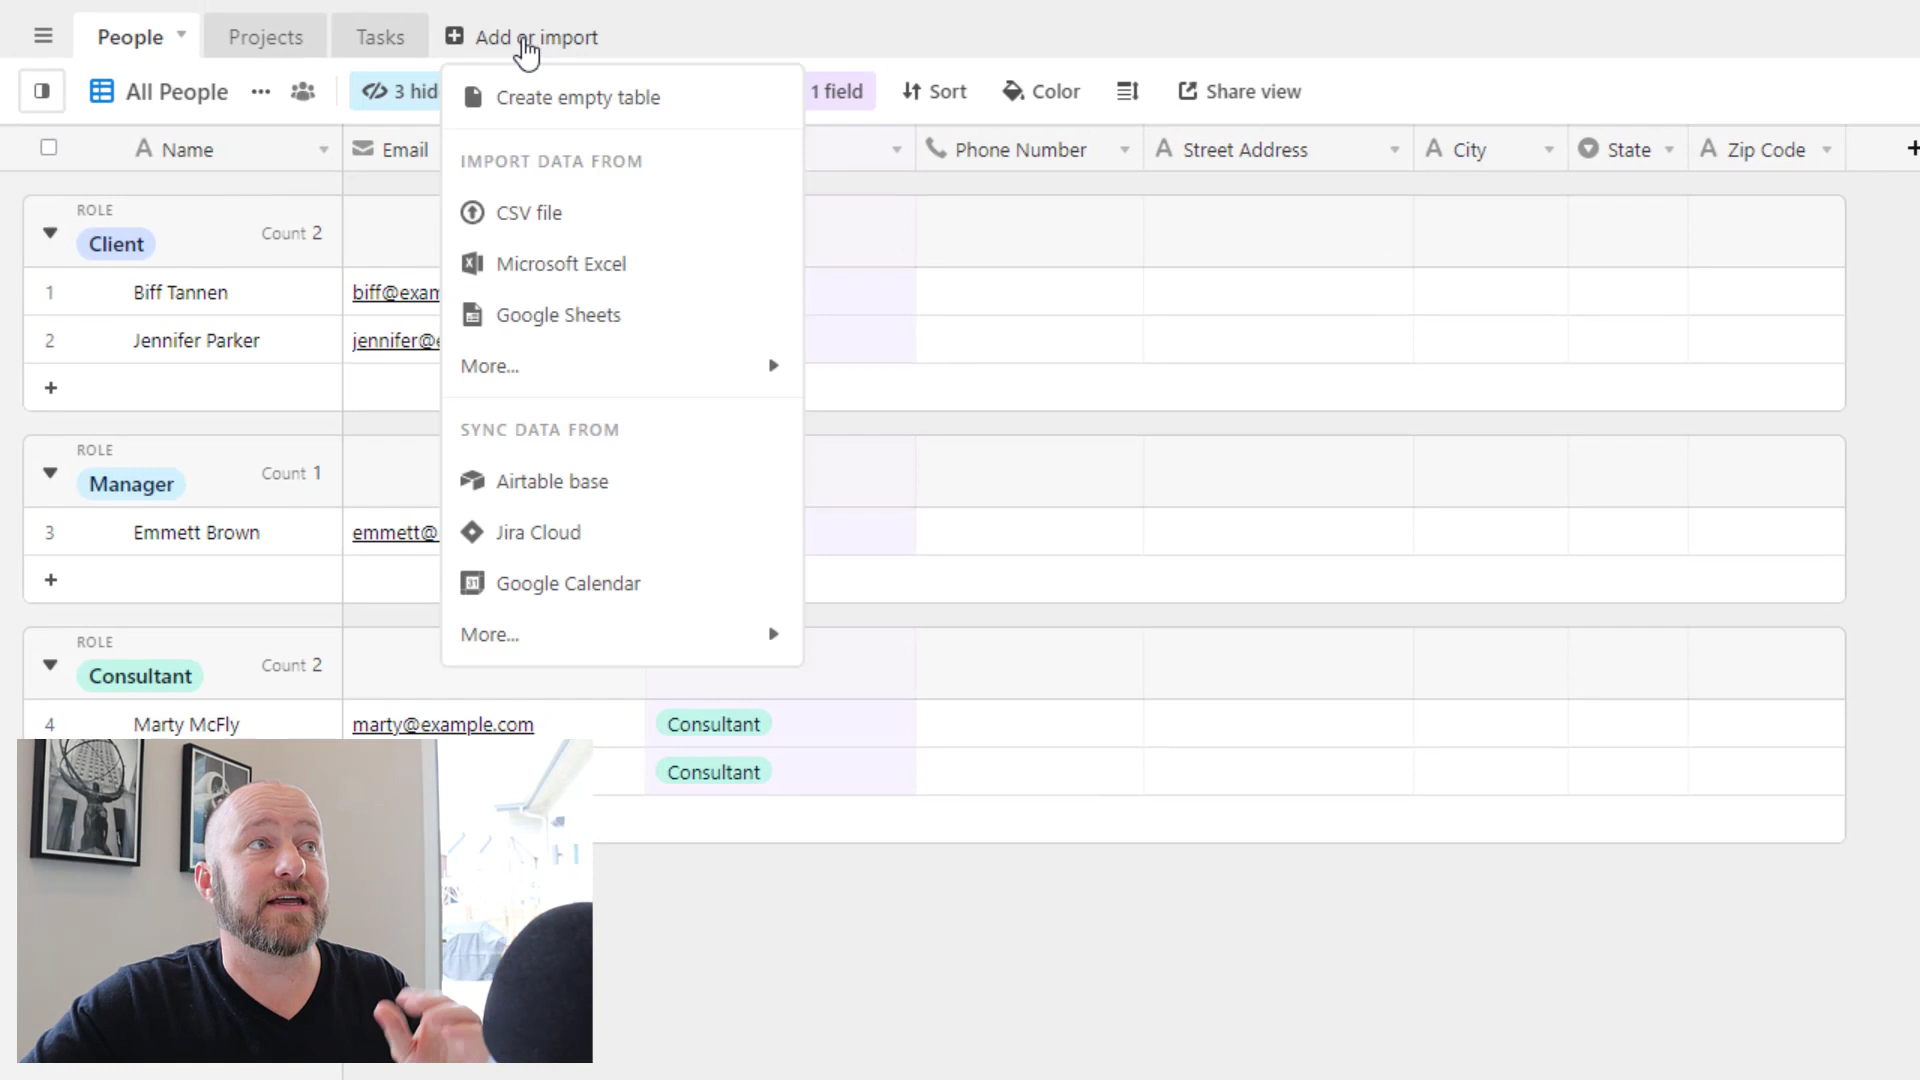 People
Projects
Tasks
Add or import
All People
3 hid
1 field
Sort
Color
Share view
Create empty table
IMPORT DATA FROM
CSV file
Microsoft Excel
Google Sheets
More...
SYNC DATA FROM
Airtable base
Jira Cloud
Google Calendar
More...
Name
Email
Phone Number
Street Address
City
State
Zip Code
ROLE
Client
Count 2
1 Biff Tannen biff@exam
2 Jennifer Parker jennifer@e
ROLE
Manager
Count 1
3 Emmett Brown emmett@
ROLE
Consultant
Count 2
4 Marty McFly marty@example.com Consultant
Consultant